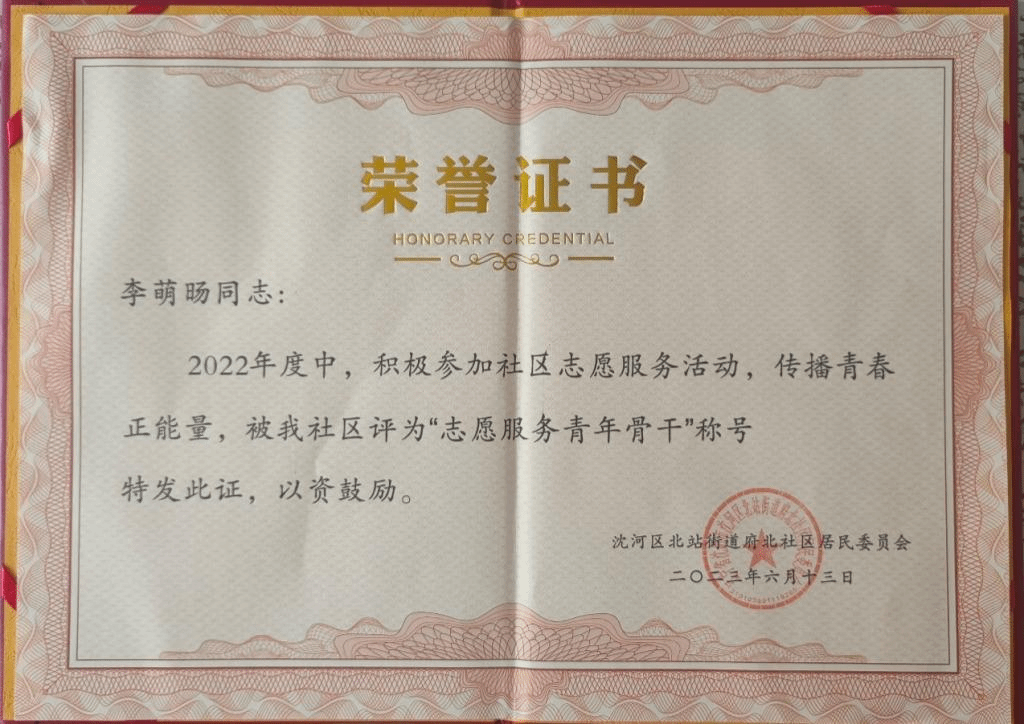 荣誉证书
HONORARY CREDENTIAL
李萌旸同志：
2022年度中，积极参加社区志愿服务活动，传播青春
正能量，被我社区评为“志愿服务青年骨干”称号
特发此证，以资鼓励。
沈河区北站街道府北社区居民委员会
二〇二三年六月十三日